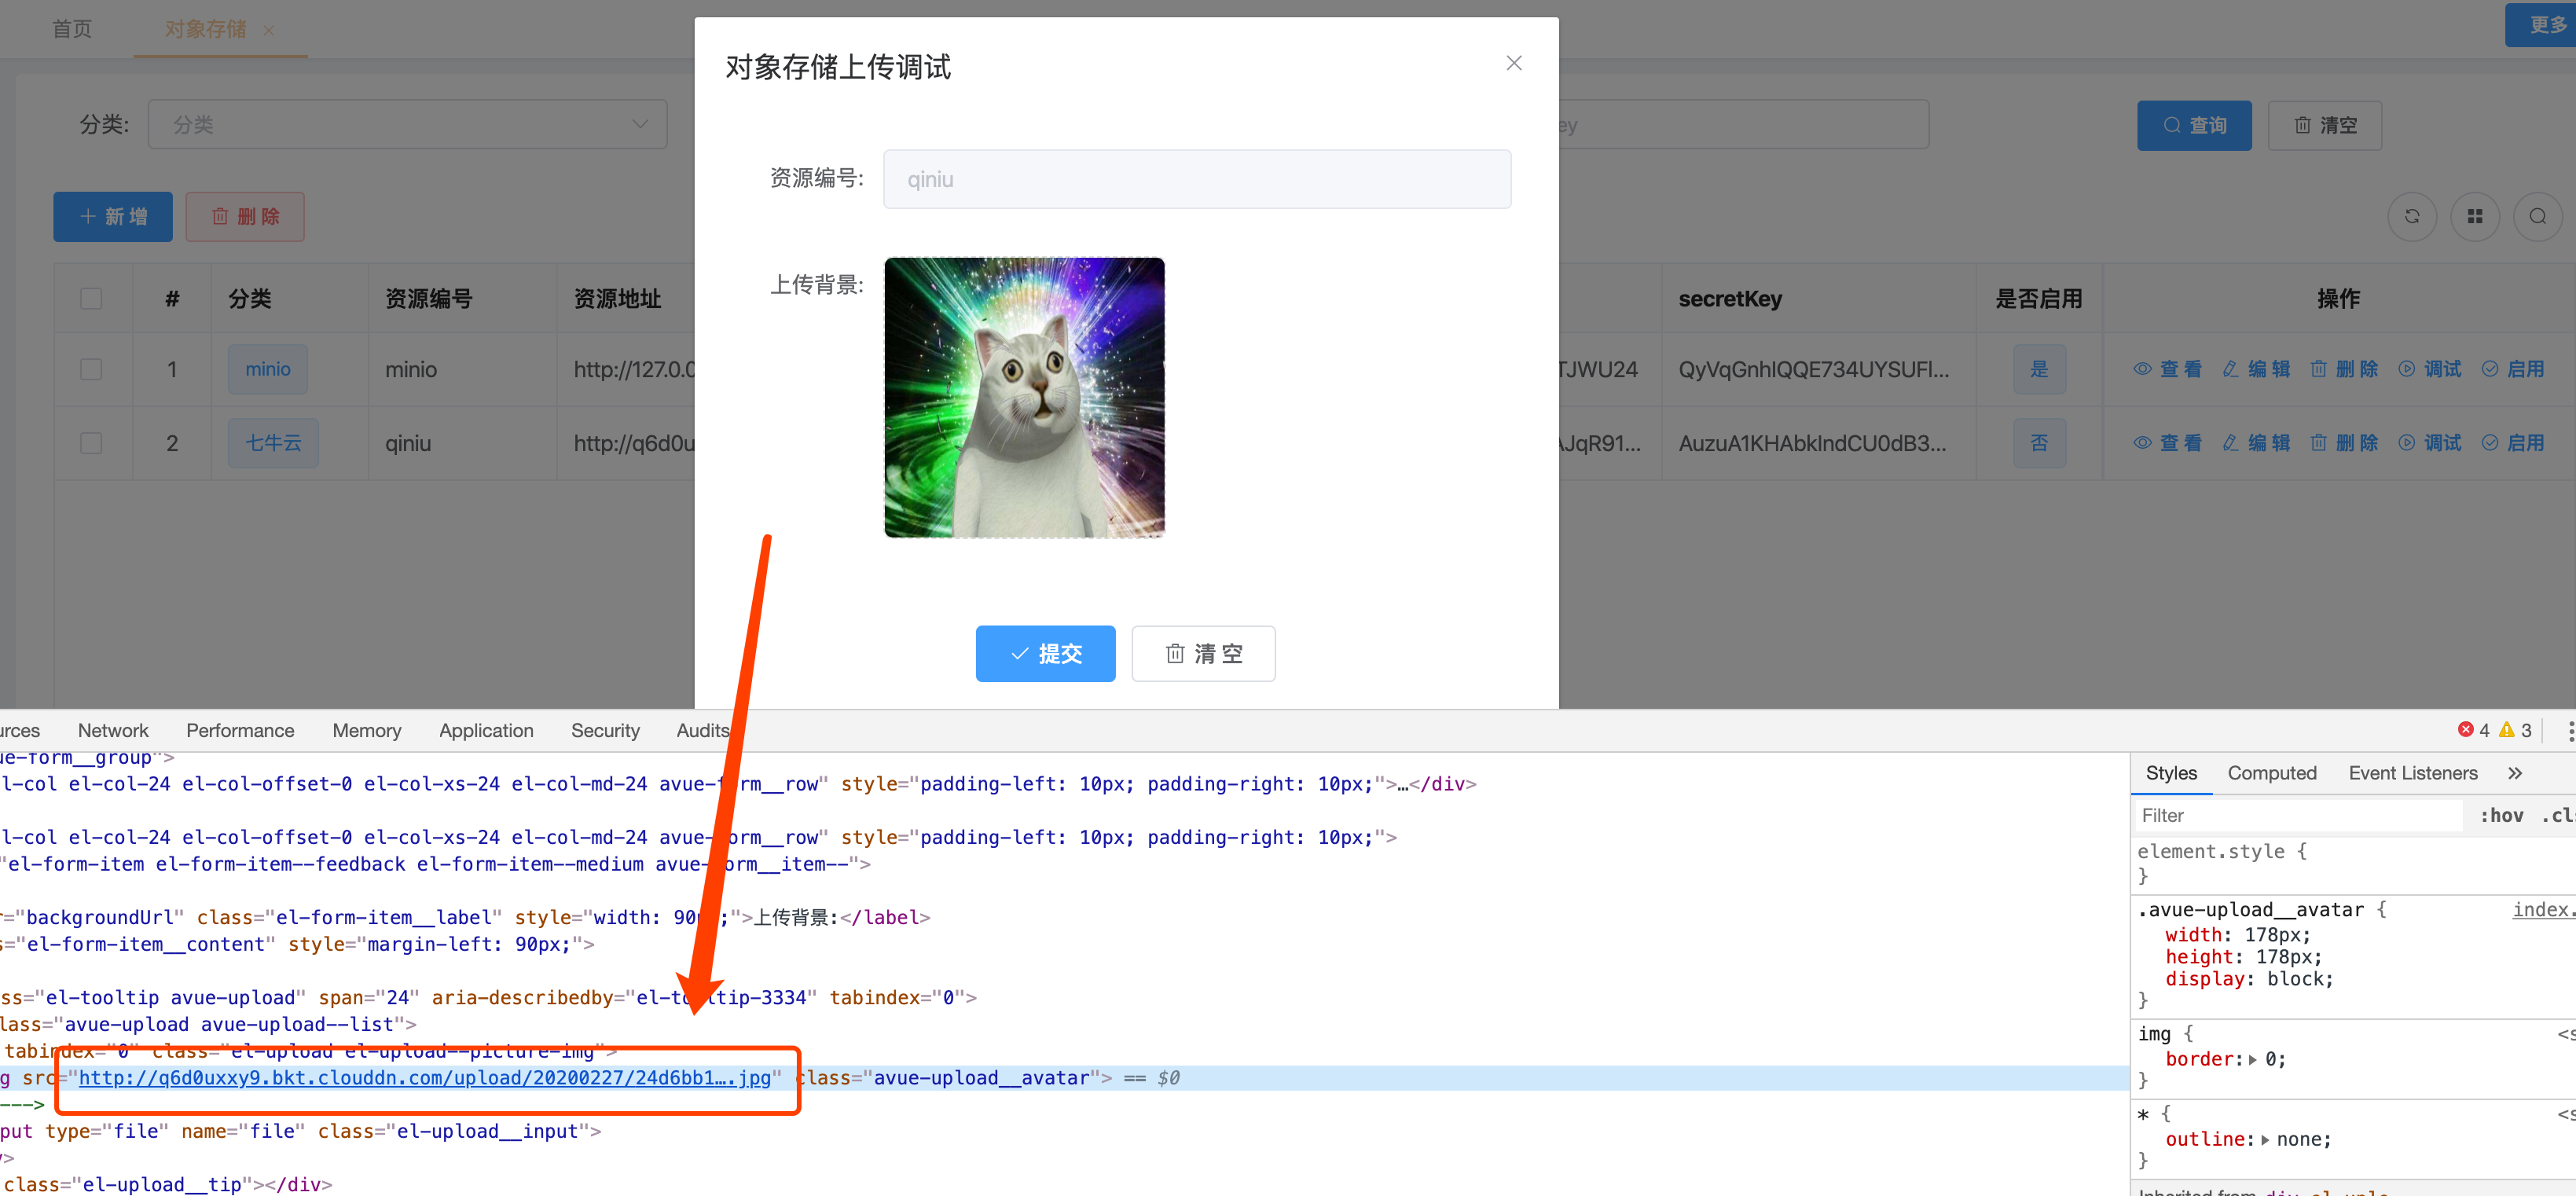 首页
对象存储 ×
更多
对象存储上传调试
分类:
分类
ey
查询
清空
资源编号:
qiniu
新增
删除
上传背景:
#
分类
资源编号
资源地址
secretKey
是否启用
操作
1
minio
minio
http://127.0.0
TJWU24
QyVqGnhIQQE734UYSUFl...
是
查看 编辑 删除 调试 启用
2
七牛云
qiniu
http://q6d0u
AJqR91...
AuzuA1KHAbkIndCU0dB3...
否
查看 编辑 删除 调试 启用
提交
清空
urces Network Performance Memory Application Security Audits
4 3
ue-form__group">
l-col el-col-24 el-col-offset-0 el-col-xs-24 el-col-md-24 avue-form__row" style="padding-left: 10px; padding-right: 10px;">…</div>
l-col el-col-24 el-col-offset-0 el-col-xs-24 el-col-md-24 avue-form__row" style="padding-left: 10px; padding-right: 10px;">
"el-form-item el-form-item--feedback el-form-item--medium avue-form__item--">
r="backgroundUrl" class="el-form-item__label" style="width: 90px;">上传背景:</label>
s="el-form-item__content" style="margin-left: 90px;">
ss="el-tooltip avue-upload" span="24" aria-describedby="el-tooltip-3334" tabindex="0">
lass="avue-upload avue-upload--list">
tabindex="0" class="el-upload el-upload--picture-img">
g src="http://q6d0uxxy9.bkt.clouddn.com/upload/20200227/24d6bb1….jpg" class="avue-upload__avatar"> == $0
--->
put type="file" name="file" class="el-upload__input">
>
class="el-upload__tip"></div>
Styles Computed Event Listeners »
Filter
:hov .cl
element.style {
}
.avue-upload__avatar {
index.
width: 178px;
height: 178px;
display: block;
}
img {
<s
border: 0;
}
* {
<s
outline: none;
}
Inherited from div.el-uplo